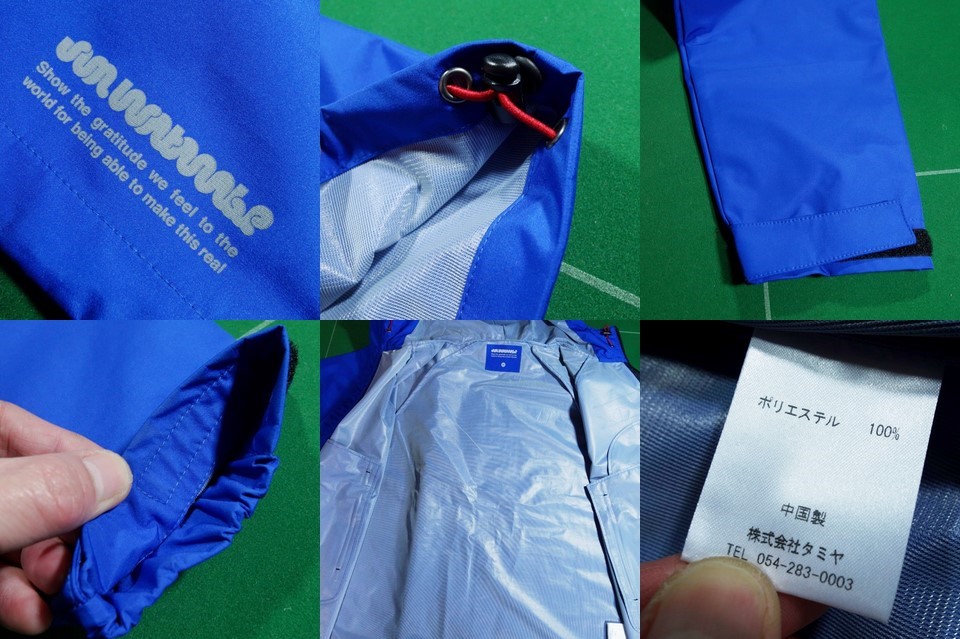 Show the gratitude we feel to the
world for being able to make this real
ポリエステル 100%
中国製
株式会社タミヤ
TEL 054-283-0003